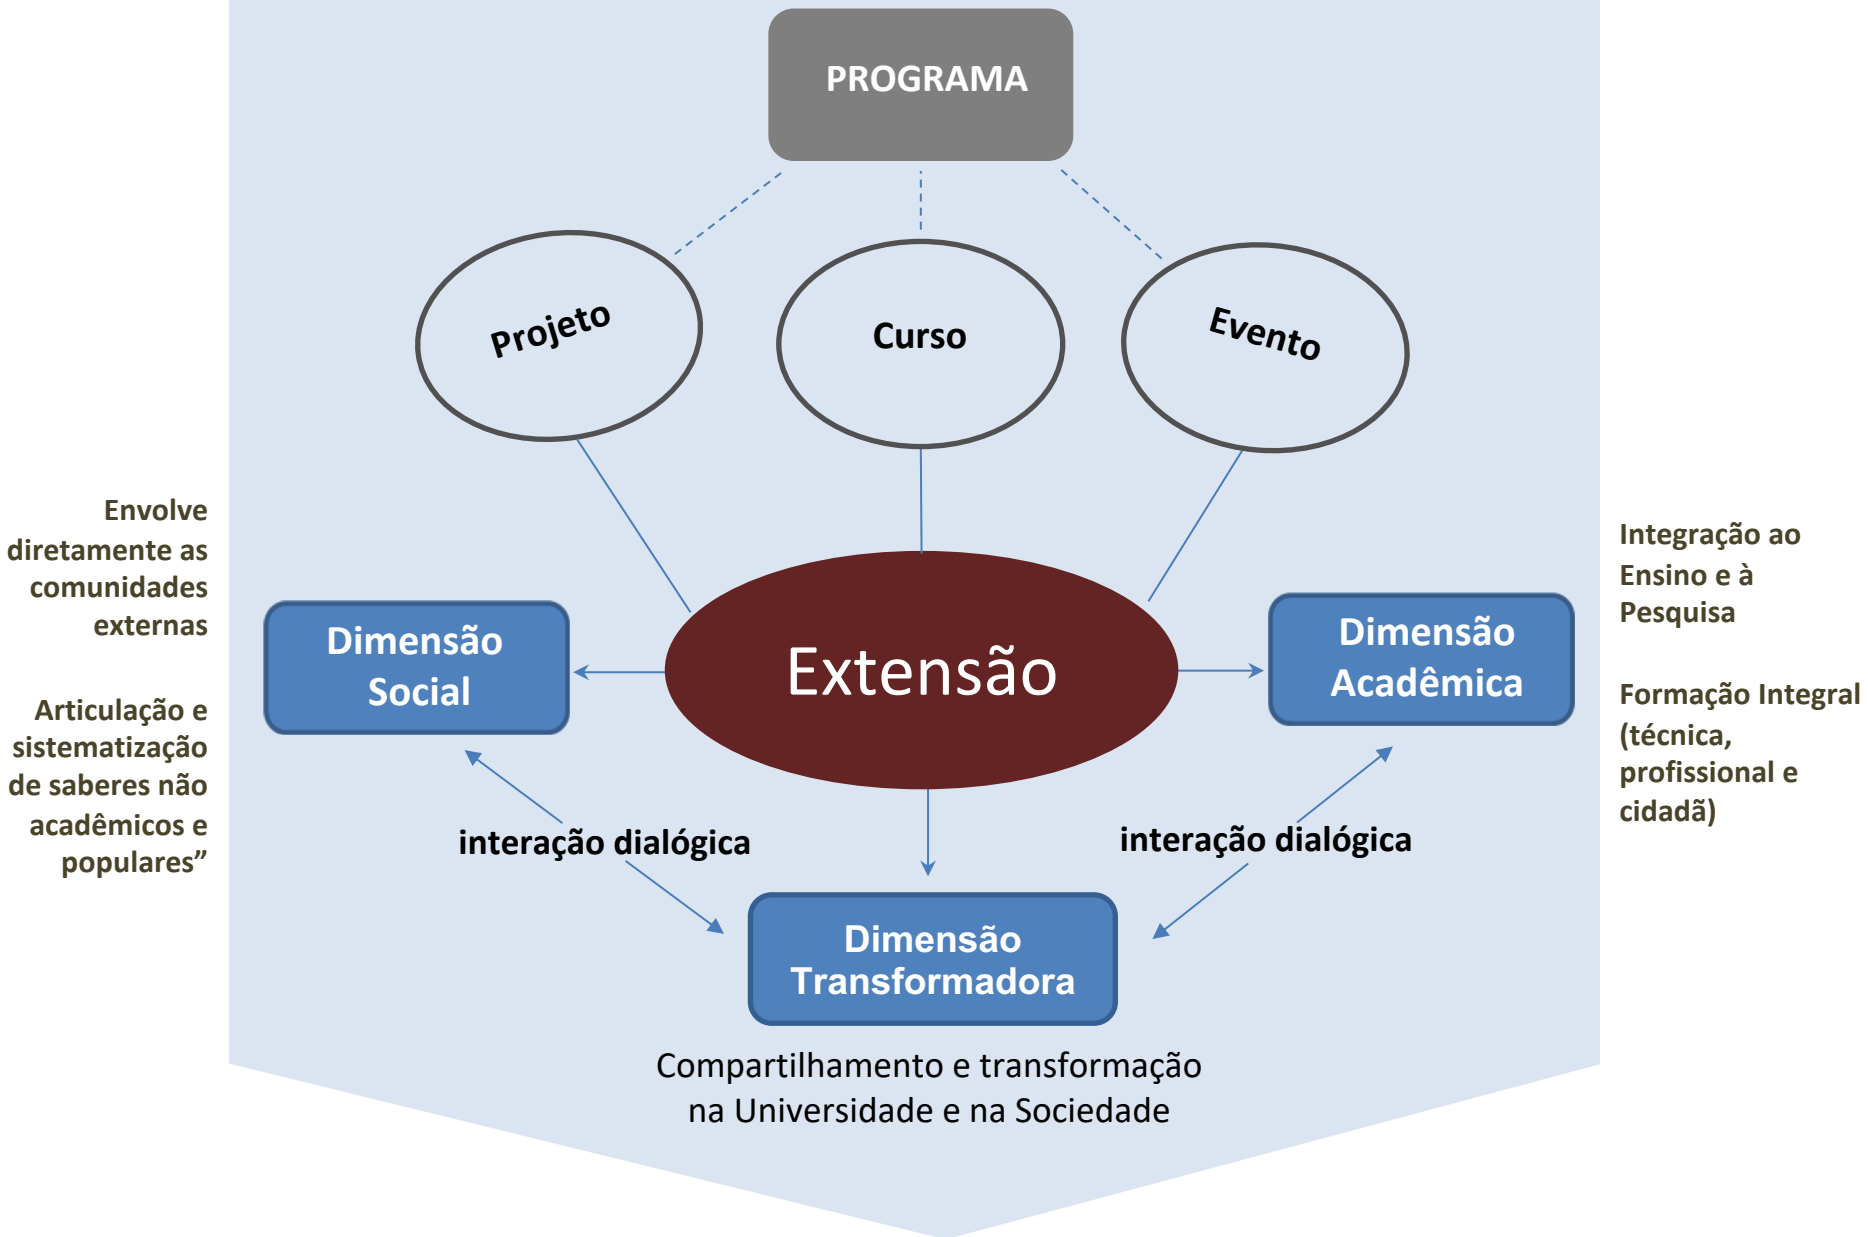 PROGRAMA
Projeto
Curso
Evento
Envolve
diretamente as
comunidades
externas
Articulação e
sistematização
de saberes não
acadêmicos e
populares”
Dimensão
Social
Extensão
Dimensão
Acadêmica
Integração ao
Ensino e à
Pesquisa
Formação Integral
(técnica,
profissional e
cidadã)
interação dialógica
interação dialógica
Dimensão
Transformadora
Compartilhamento e transformação
na Universidade e na Sociedade